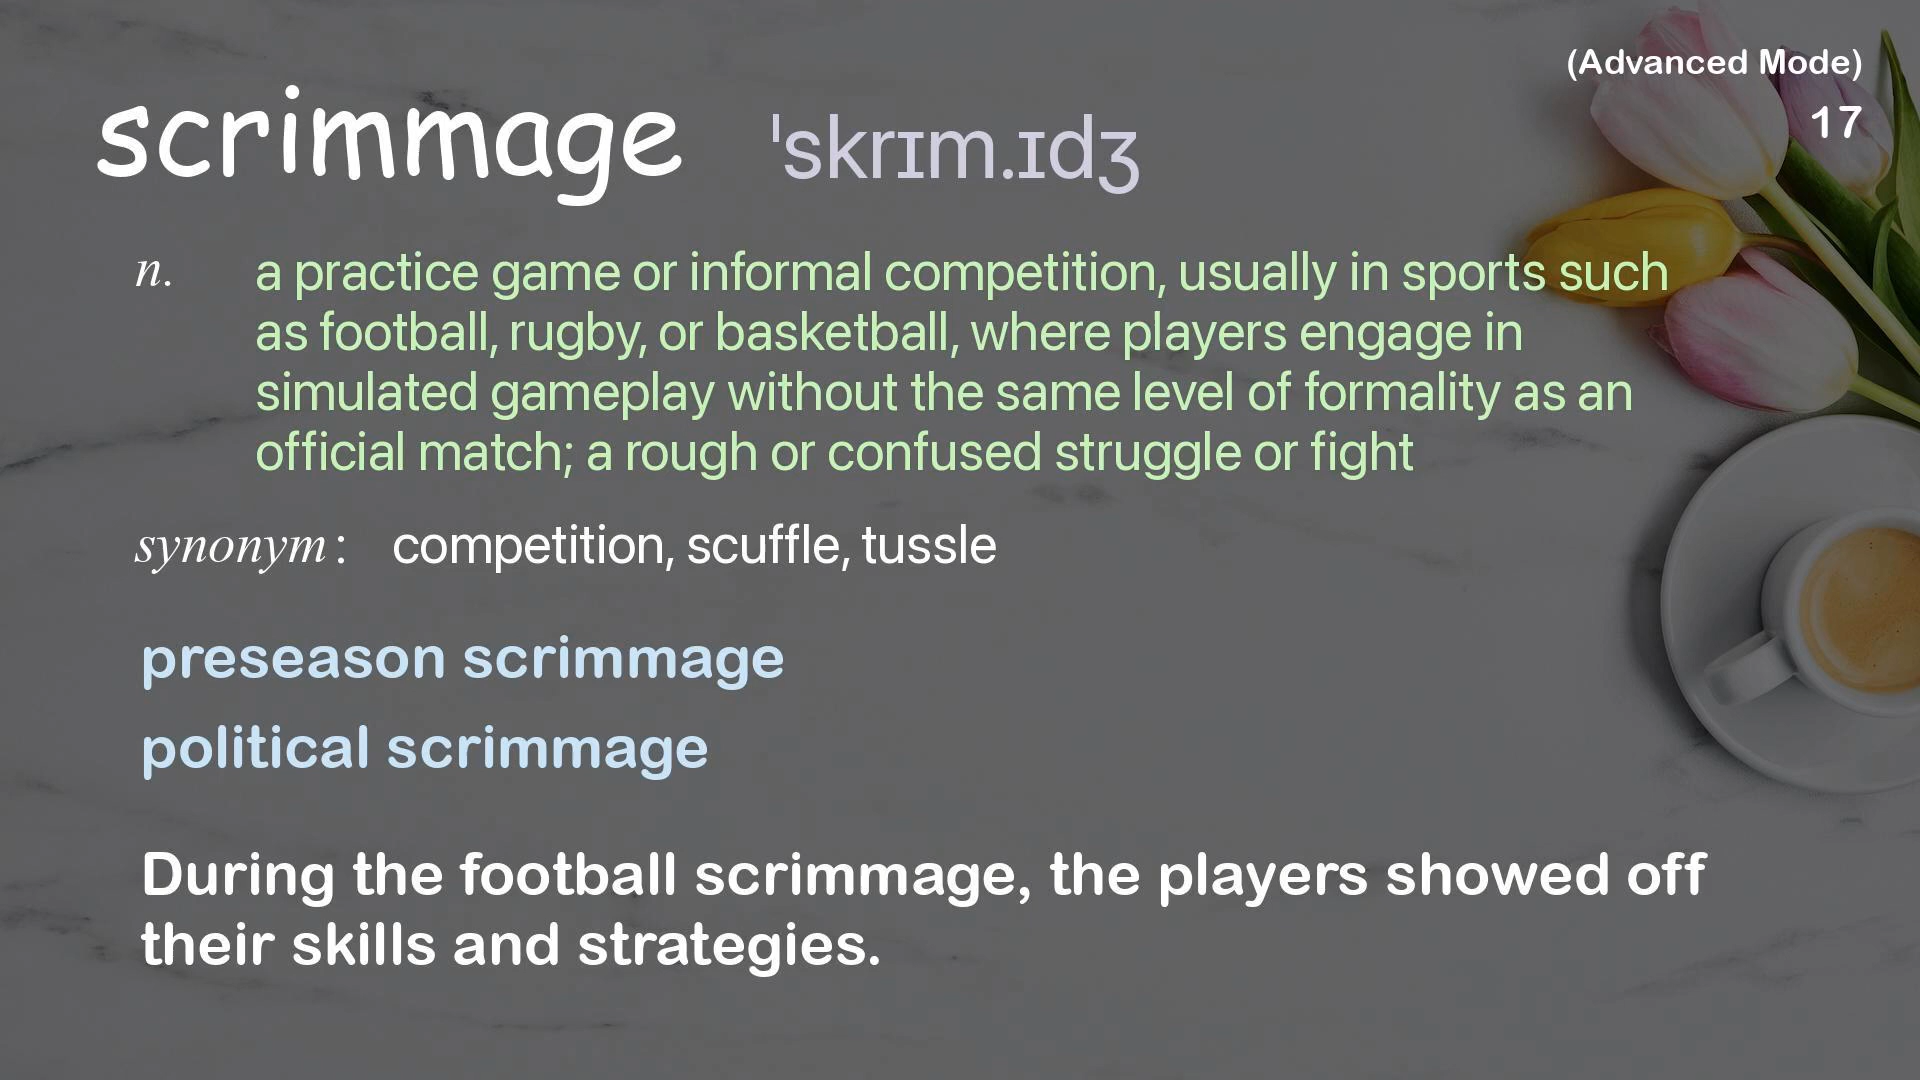 (Advanced Mode)
17
scrimmage ˈskrɪm.ɪdʒ
n. a practice game or informal competition, usually in sports such
as football, rugby, or basketball, where players engage in
simulated gameplay without the same level of formality as an
official match; a rough or confused struggle or fight
synonym: competition, scuffle, tussle
preseason scrimmage
political scrimmage
During the football scrimmage, the players showed off
their skills and strategies.